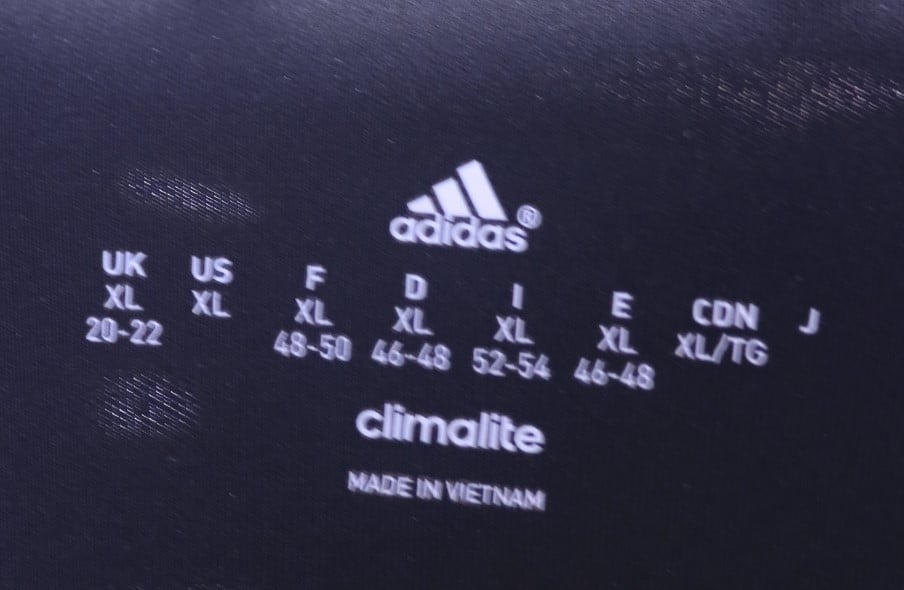 adidas®
UK US F D I E CDN J
XL XL XL XL XL XL XL/TG
20-22 48-50 46-48 52-54 46-48
climalite
MADE IN VIETNAM